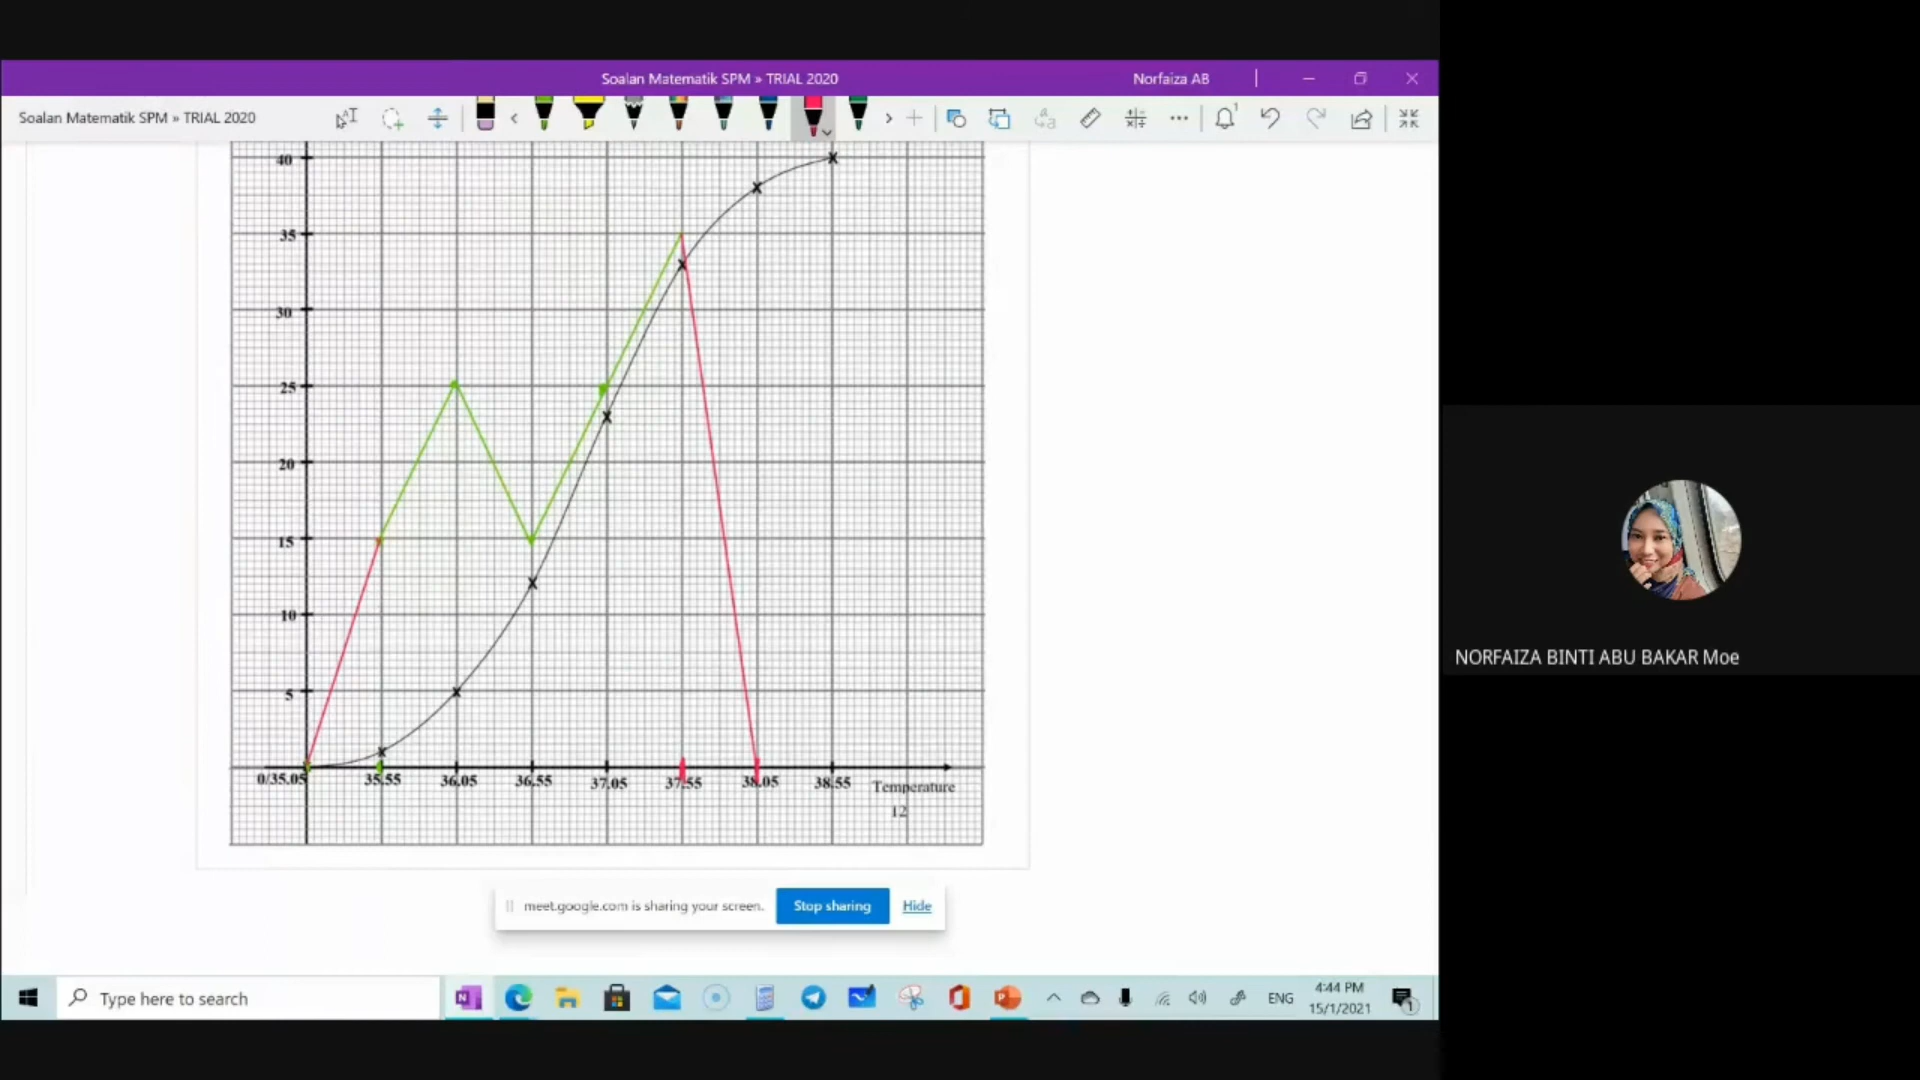 Soalan Matematik SPM » TRIAL 2020
Norfaiza AB
Soalan Matematik SPM » TRIAL 2020
40
35
30
25
20
15
10
5
0/35.05 35.55 36.05 36.55 37.05 37.55 38.05 38.55 Temperature
12
NORFAIZA BINTI ABU BAKAR Moe
meet.google.com is sharing your screen. Stop sharing Hide
Type here to search
ENG
4:44 PM
15/1/2021
1